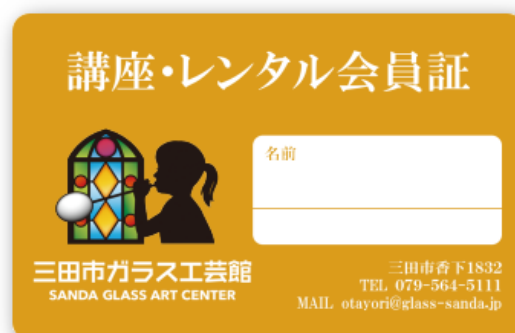 講座・レンタル会員証
名前
三田市ガラス工芸館
SANDA GLASS ART CENTER
三田市香下1832
TEL 079-564-5111
MAIL otayori@glass-sanda.jp